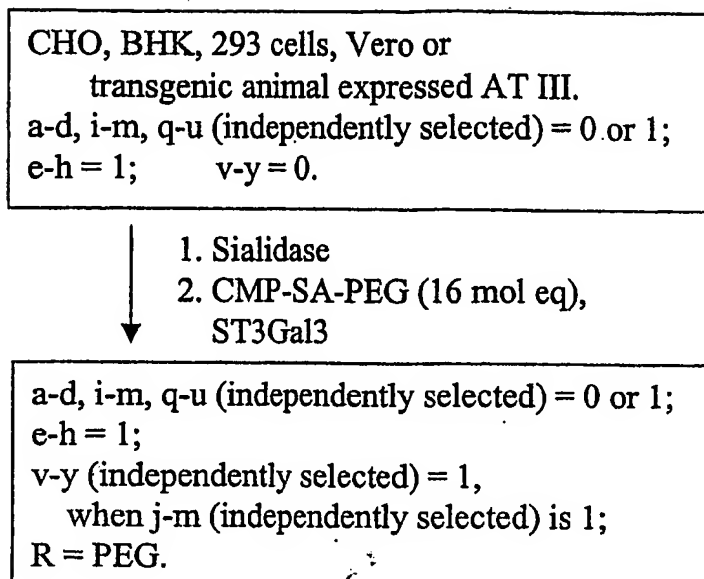 CHO, BHK, 293 cells, Vero or
transgenic animal expressed AT III.
a-d, i-m, q-u (independently selected) = 0 or 1;
e-h = 1; v-y = 0.
1. Sialidase
2. CMP-SA-PEG (16 mol eq),
ST3Gal3
a-d, i-m, q-u (independently selected) = 0 or 1;
e-h = 1;
v-y (independently selected) = 1,
when j-m (independently selected) is 1;
R = PEG.